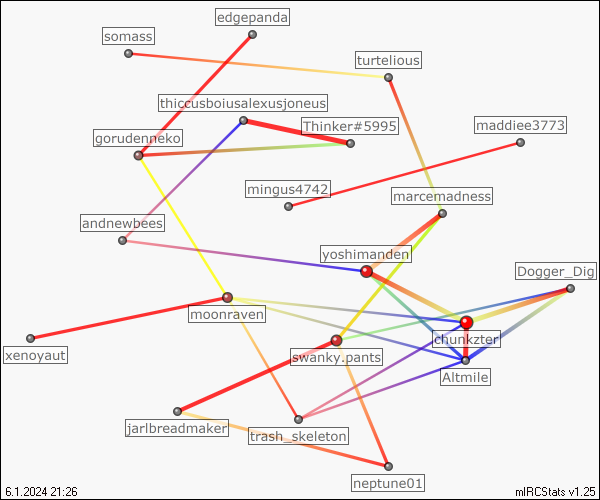 edgepanda
somass
turtelious
thiccusboiusalexusjoneus
Thinker#5995
maddiee3773
gorudenneko
mingus4742
marcemadness
andnewbees
yoshimanden
Dogger_Dig
moonraven
chunkzter
xenoyaut
swanky.pants
Altmile
jarlbreadmaker
trash_skeleton
neptune01
6.1.2024 21:26
mIRCStats v1.25